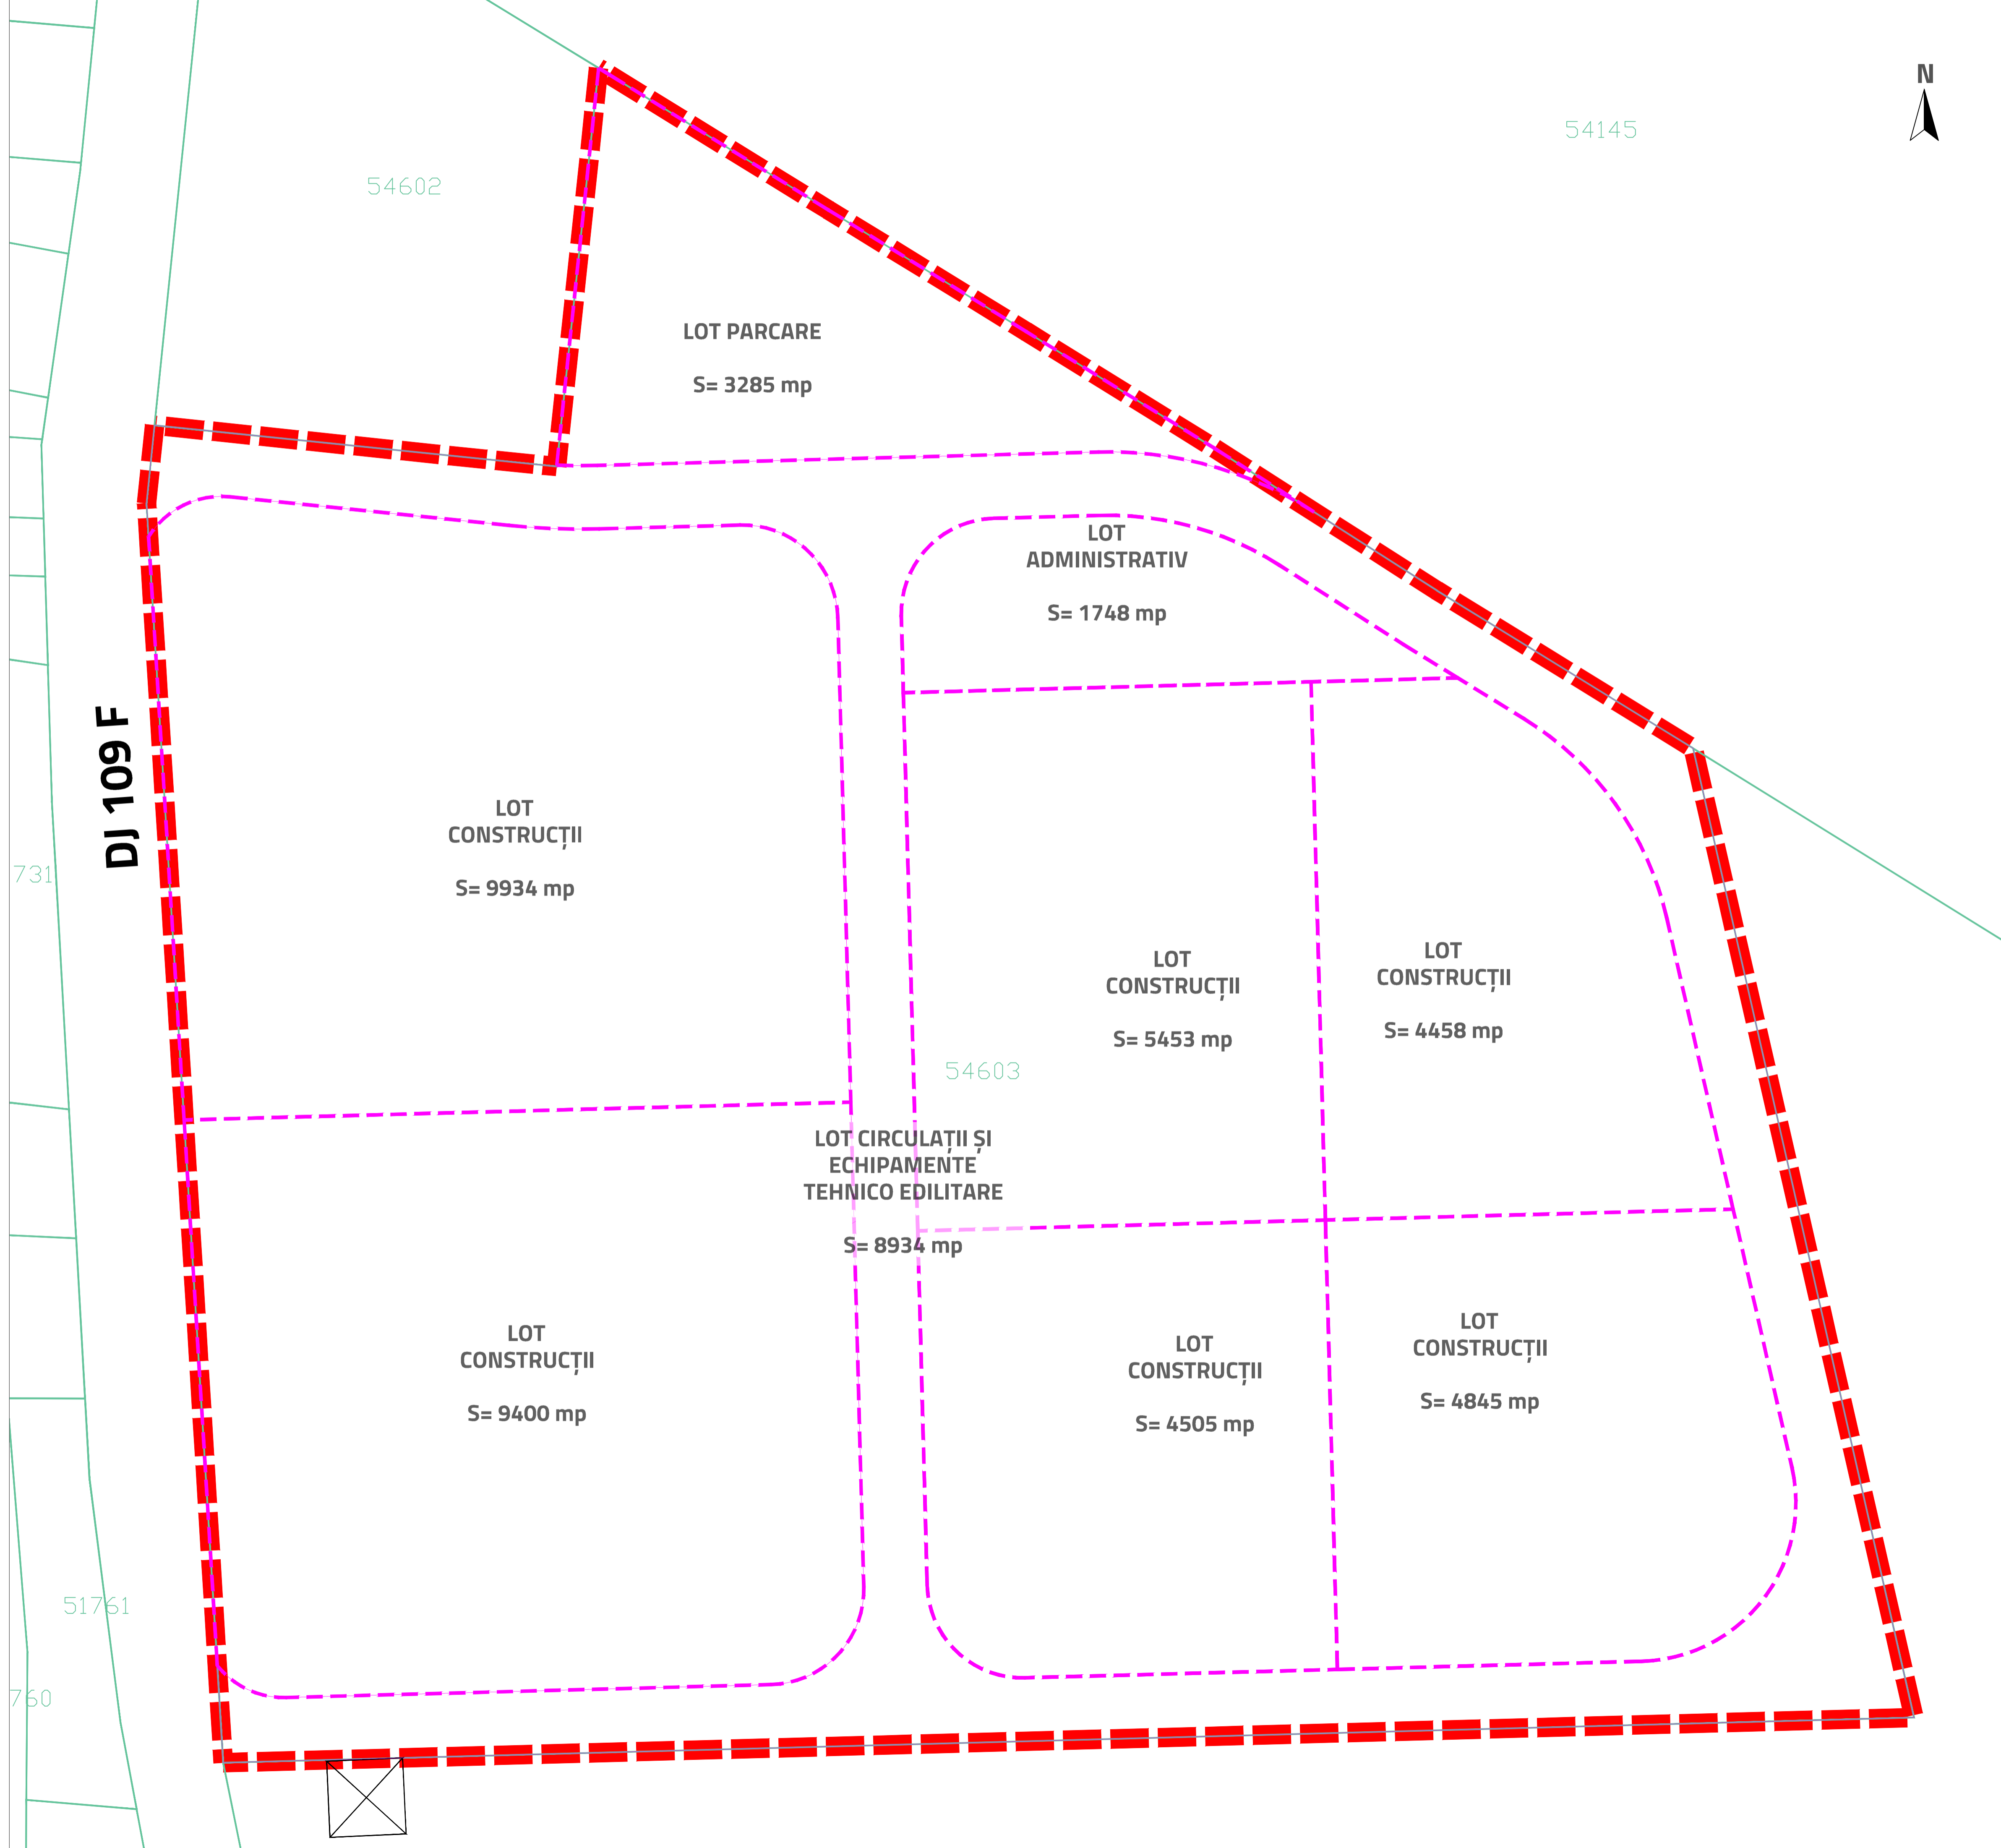 N
54145
54602
LOT PARCARE
S= 3285 mp
LOT
ADMINISTRATIV
S= 1748 mp
DJ 109 F
LOT
CONSTRUCȚII
S= 9934 mp
731
LOT
CONSTRUCȚII
S= 5453 mp
LOT
CONSTRUCȚII
S= 4458 mp
54603
LOT CIRCULAȚII ȘI
ECHIPAMENTE
TEHNICO EDILITARE
S= 8934 mp
LOT
CONSTRUCȚII
S= 9400 mp
LOT
CONSTRUCȚII
S= 4505 mp
LOT
CONSTRUCȚII
S= 4845 mp
51761
760